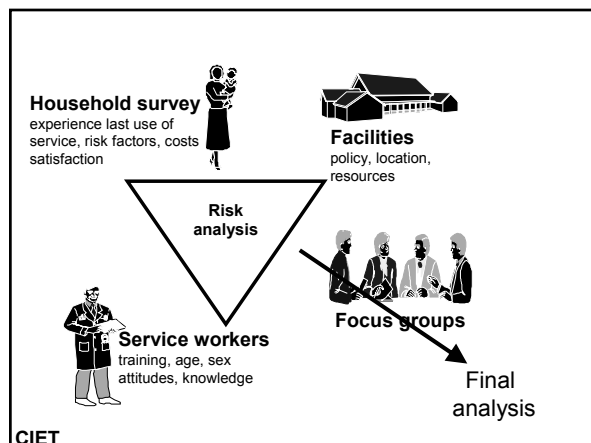 Household survey
experience last use of
service, risk factors, costs
satisfaction
Facilities
policy, location,
resources
Risk
analysis
Focus groups
Service workers
training, age, sex
attitudes, knowledge
Final
analysis
CIET